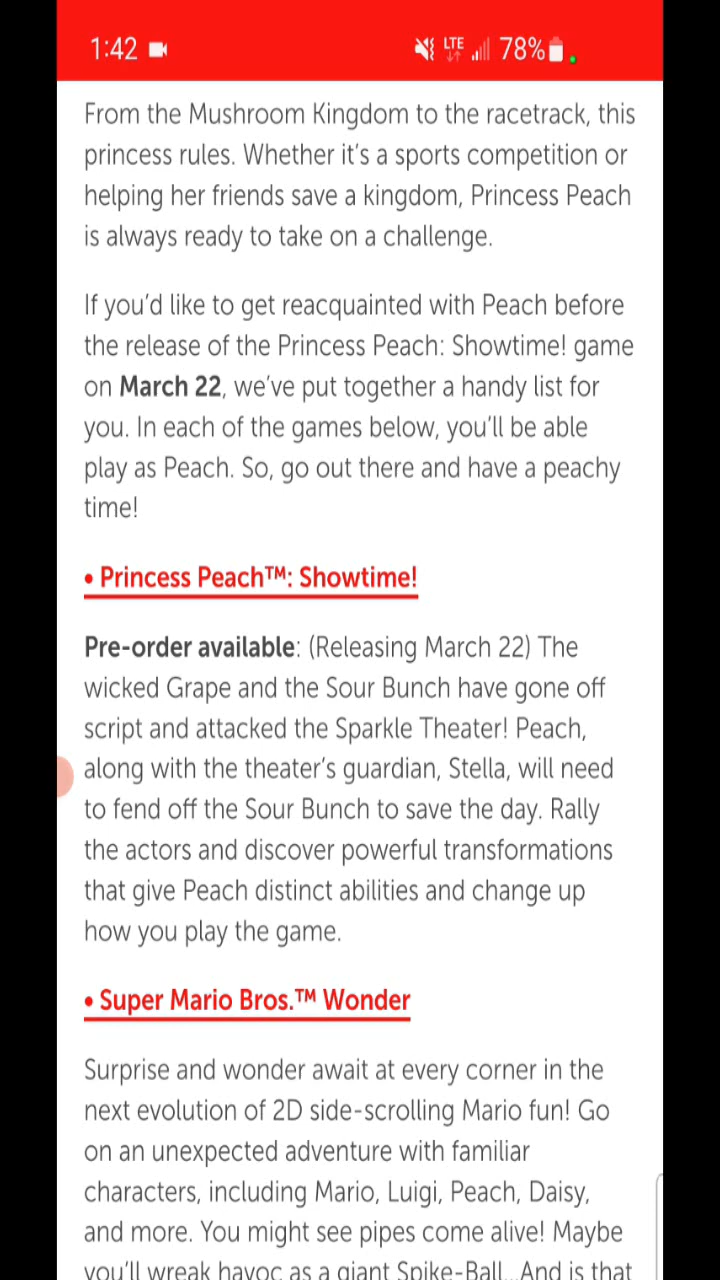 1:42 LTE 78%
From the Mushroom Kingdom to the racetrack, this
princess rules. Whether it's a sports competition or
helping her friends save a kingdom, Princess Peach
is always ready to take on a challenge.
If you'd like to get reacquainted with Peach before
the release of the Princess Peach: Showtime! game
on March 22, we've put together a handy list for
you. In each of the games below, you'll be able
play as Peach. So, go out there and have a peachy
time!
• Princess Peach™: Showtime!
Pre-order available: (Releasing March 22) The
wicked Grape and the Sour Bunch have gone off
script and attacked the Sparkle Theater! Peach,
along with the theater's guardian, Stella, will need
to fend off the Sour Bunch to save the day. Rally
the actors and discover powerful transformations
that give Peach distinct abilities and change up
how you play the game.
• Super Mario Bros.™ Wonder
Surprise and wonder await at every corner in the
next evolution of 2D side-scrolling Mario fun! Go
on an unexpected adventure with familiar
characters, including Mario, Luigi, Peach, Daisy,
and more. You might see pipes come alive! Maybe
you'll wreak havoc as a giant Spike-Ball...And is that